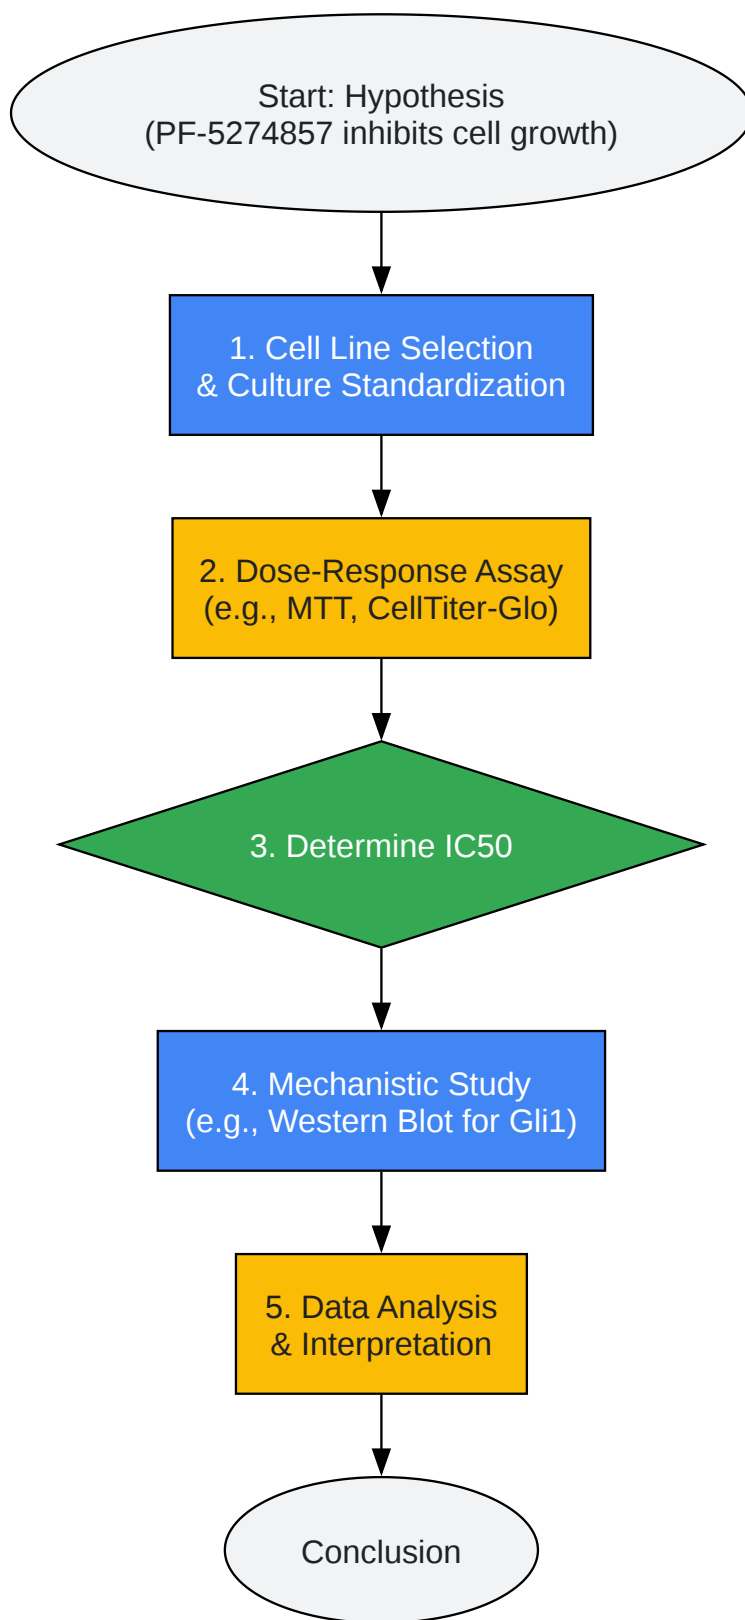 Start: Hypothesis
(PF-5274857 inhibits cell growth)
1. Cell Line Selection
& Culture Standardization
2. Dose-Response Assay
(e.g., MTT, CellTiter-Glo)
3. Determine IC50
4. Mechanistic Study
(e.g., Western Blot for Gli1)
5. Data Analysis
& Interpretation
Conclusion